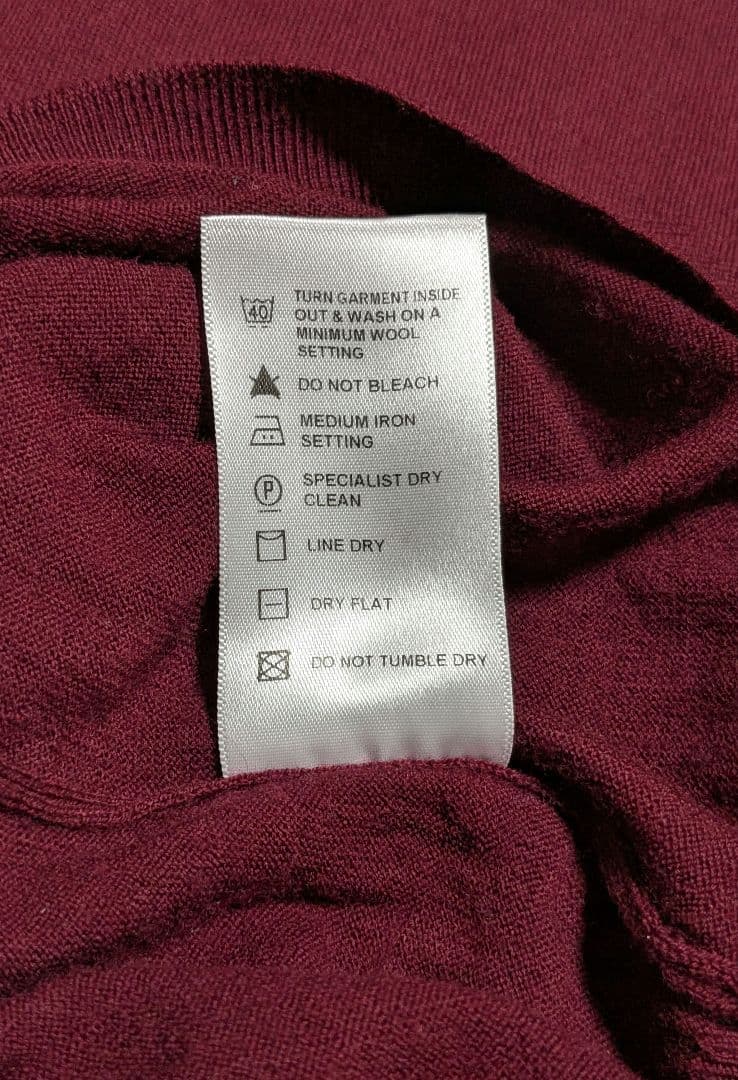 40 TURN GARMENT INSIDE
OUT & WASH ON A
MINIMUM WOOL
SETTING
DO NOT BLEACH
MEDIUM IRON
SETTING
P SPECIALIST DRY
CLEAN
LINE DRY
DRY FLAT
DO NOT TUMBLE DRY